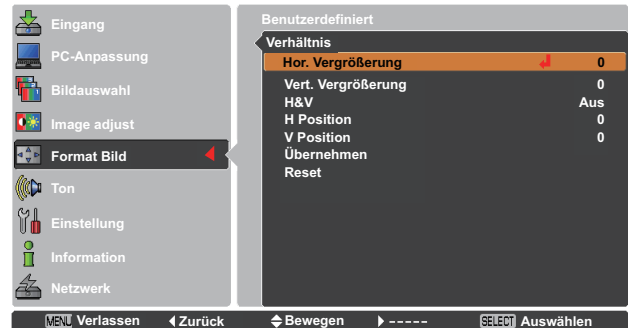 Eingang
PC-Anpassung
Bildauswahl
Image adjust
Format Bild
Ton
Einstellung
Information
Netzwerk
Benutzerdefiniert
Verhältnis
Hor. Vergrößerung 0
Vert. Vergrößerung 0
H&V Aus
H Position 0
V Position 0
Übernehmen
Reset
MENU Verlassen Zurück Bewegen ----- SELECT Auswählen